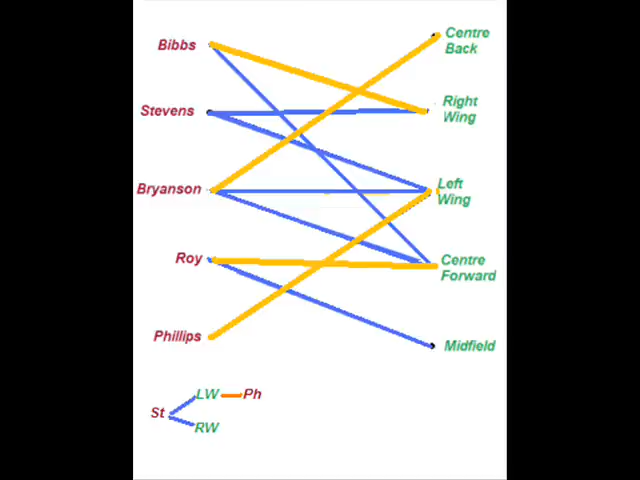 Bibbs
Centre
Back
Stevens
Right
Wing
Bryanson
Left
Wing
Roy
Centre
Forward
Phillips
Midfield
LW
Ph
St
RW